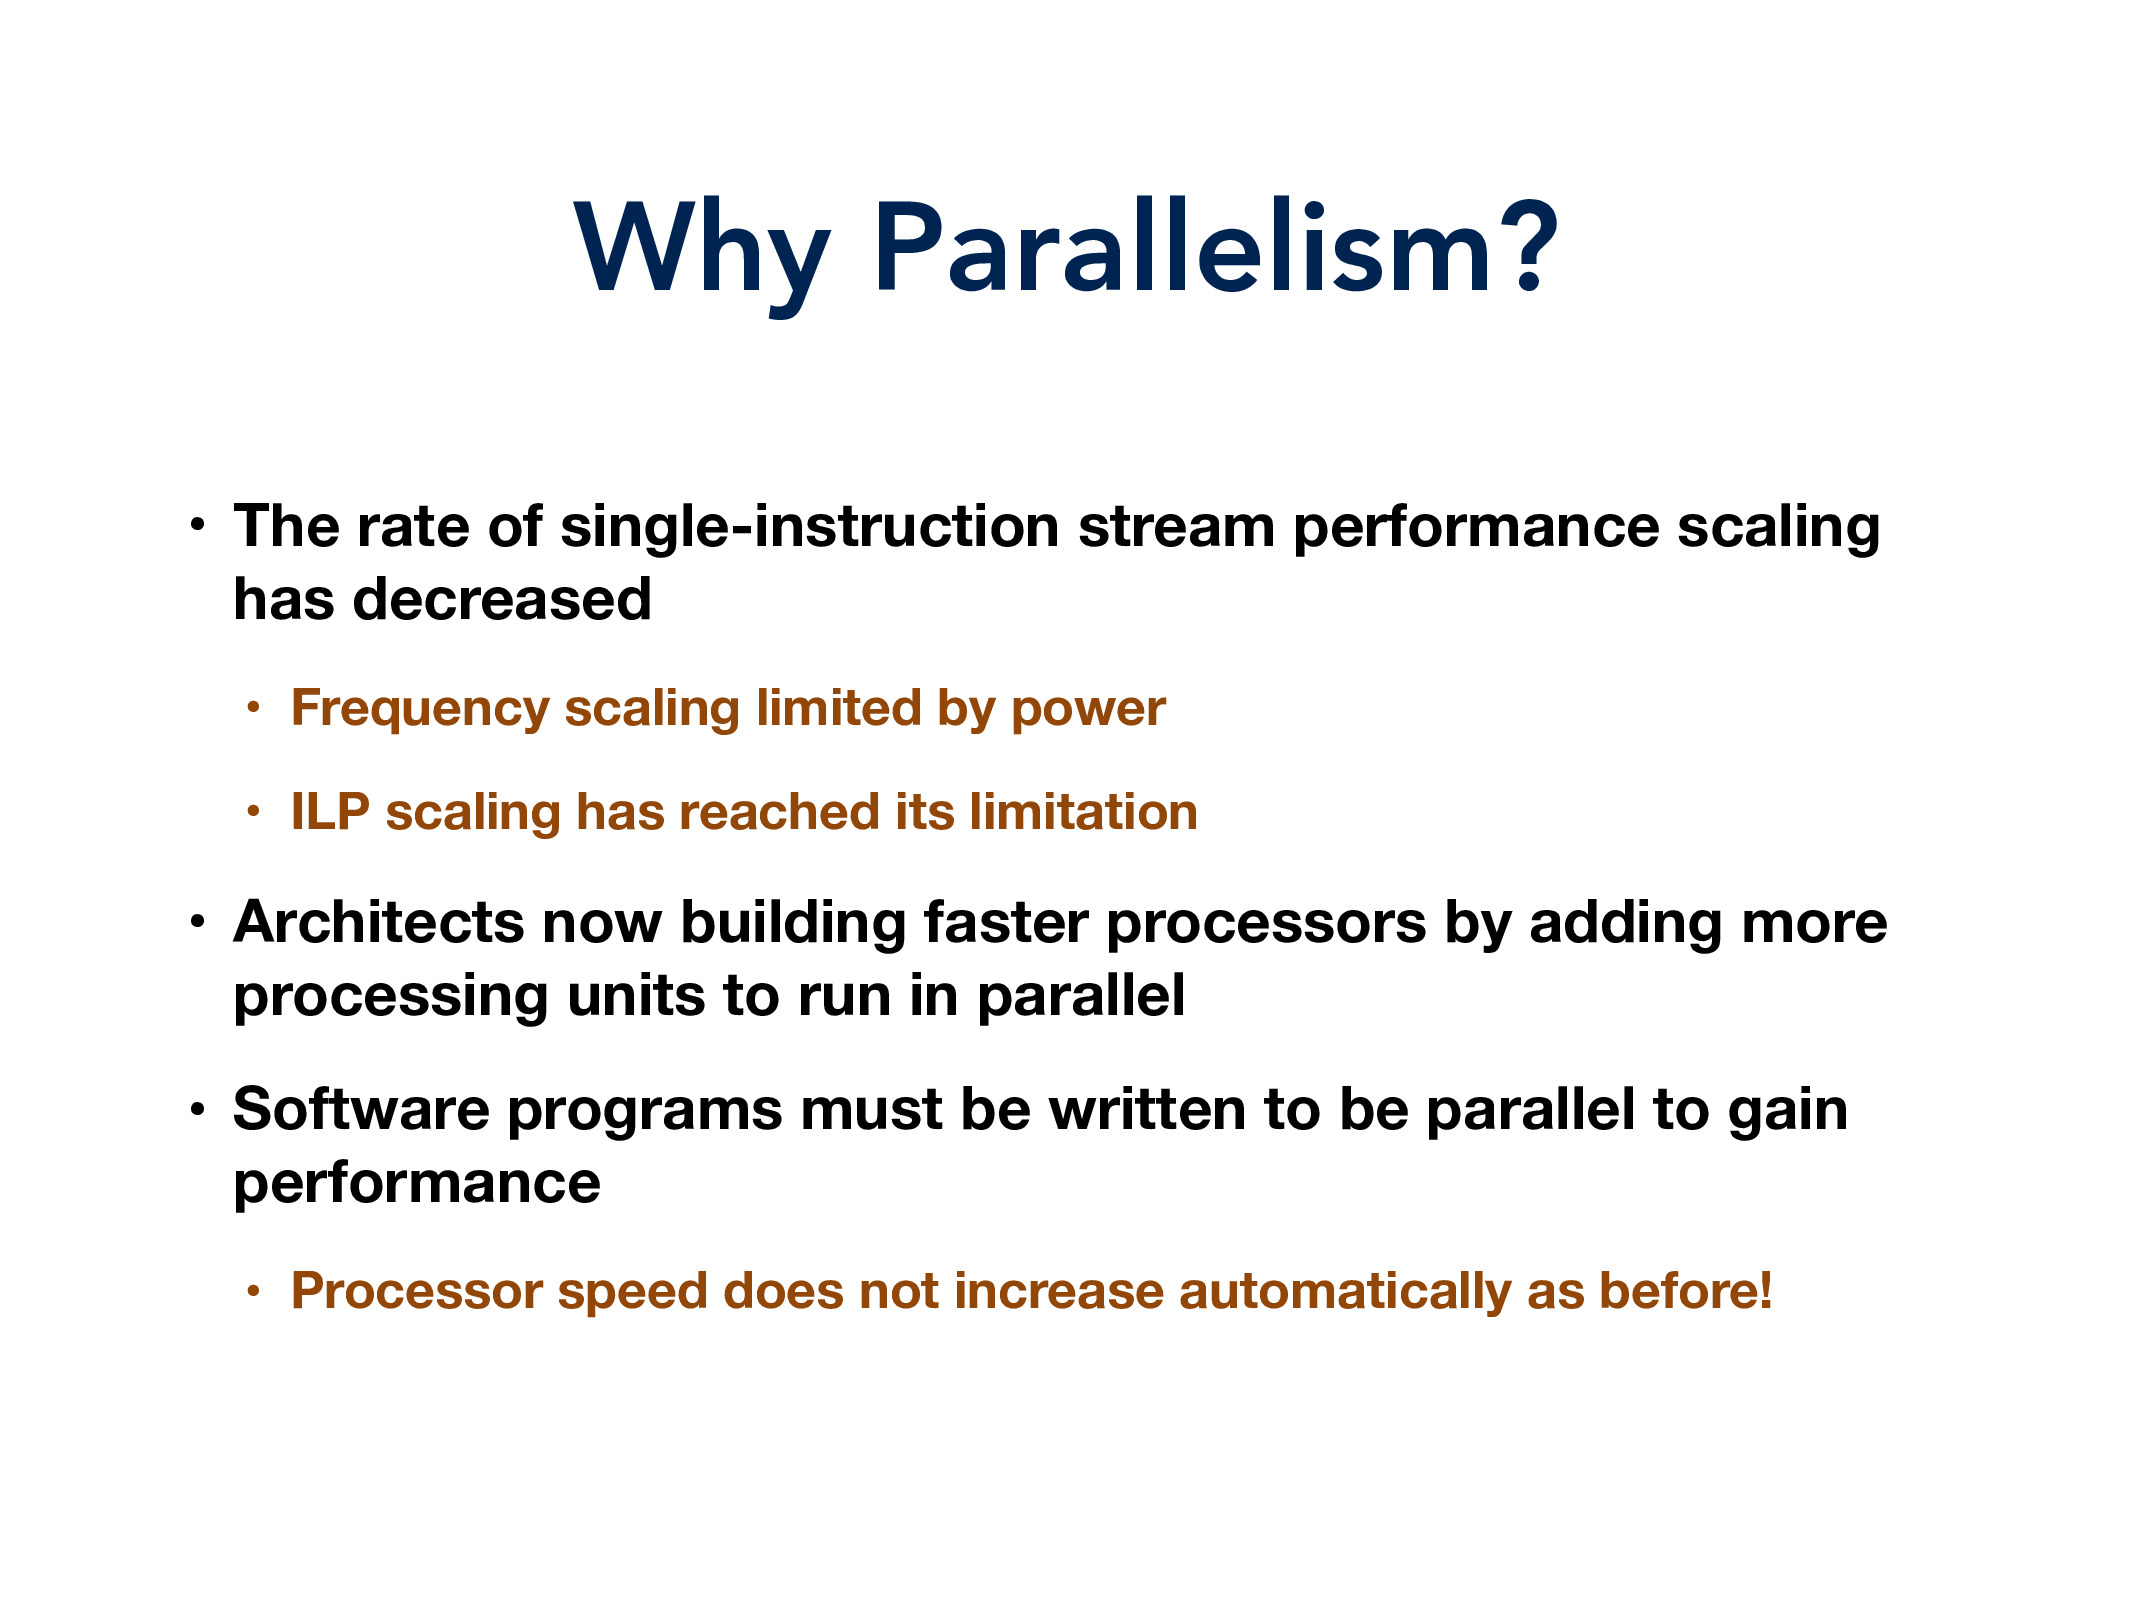 Why Parallelism?
• The rate of single-instruction stream performance scaling
has decreased
• Frequency scaling limited by power
• ILP scaling has reached its limitation
• Architects now building faster processors by adding more
processing units to run in parallel
• Software programs must be written to be parallel to gain
performance
• Processor speed does not increase automatically as before!